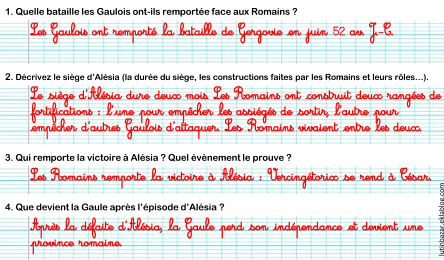 1. Quelle bataille les Gaulois ont-ils remportée face aux Romains ?
Les Gaulois ont remporté la bataille de Gergovie en juin 52 av. J.-C.
2. Décrivez le siège d'Alésia (la durée du siège, les constructions faites par les Romains et leurs rôles...).
Le siège d'Alésia dure deux mois. Les Romains ont construit deux rangées de
fortifications : l'une pour empêcher les assiégés de sortir, l'autre pour
empêcher d'autres Gaulois d'attaquer. Les Romains vivaient entre les deux.
3. Qui remporte la victoire à Alésia ? Quel évènement le prouve ?
Les Romains remporte la victoire à Alésia : Vercingétorix se rend à César.
4. Que devient la Gaule après l'épisode d'Alésia ?
Après la défaite d'Alésia, la Gaule perd son indépendance et devient une
province romaine.
lutinbazar.eklablog.com